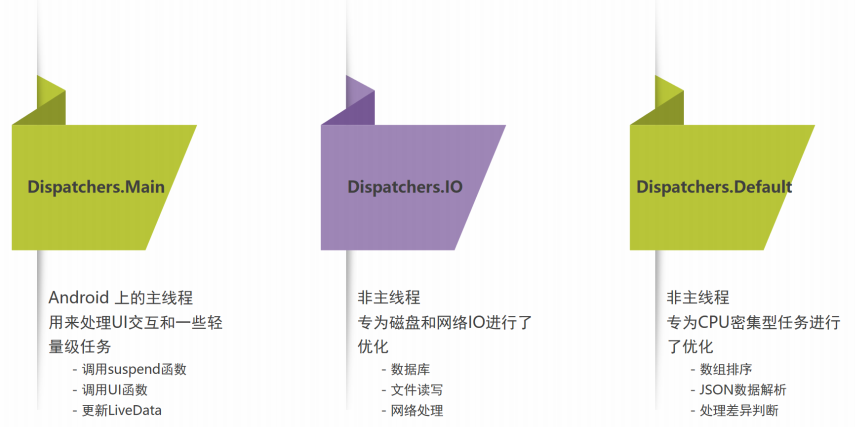 Dispatchers.Main
Android 上的主线程
用来处理UI交互和一些轻
量级任务
- 调用suspend函数
- 调用UI函数
- 更新LiveData
Dispatchers.IO
非主线程
专为磁盘和网络IO进行了
优化
- 数据库
- 文件读写
- 网络处理
Dispatchers.Default
非主线程
专为CPU密集型任务进行
了优化
- 数组排序
- JSON数据解析
- 处理差异判断